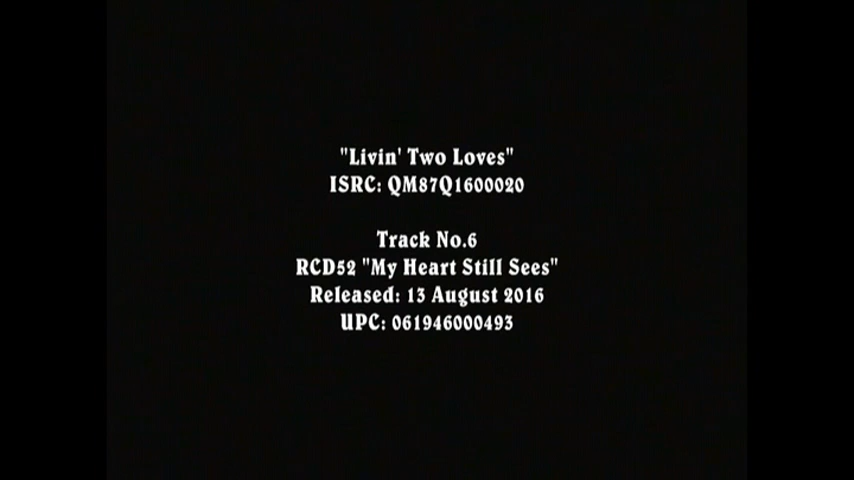 "Livin' Two Loves"
ISRC: QM87Q1600020
Track No.6
RCD52 "My Heart Still Sees"
Released: 13 August 2016
UPC: 061946000493